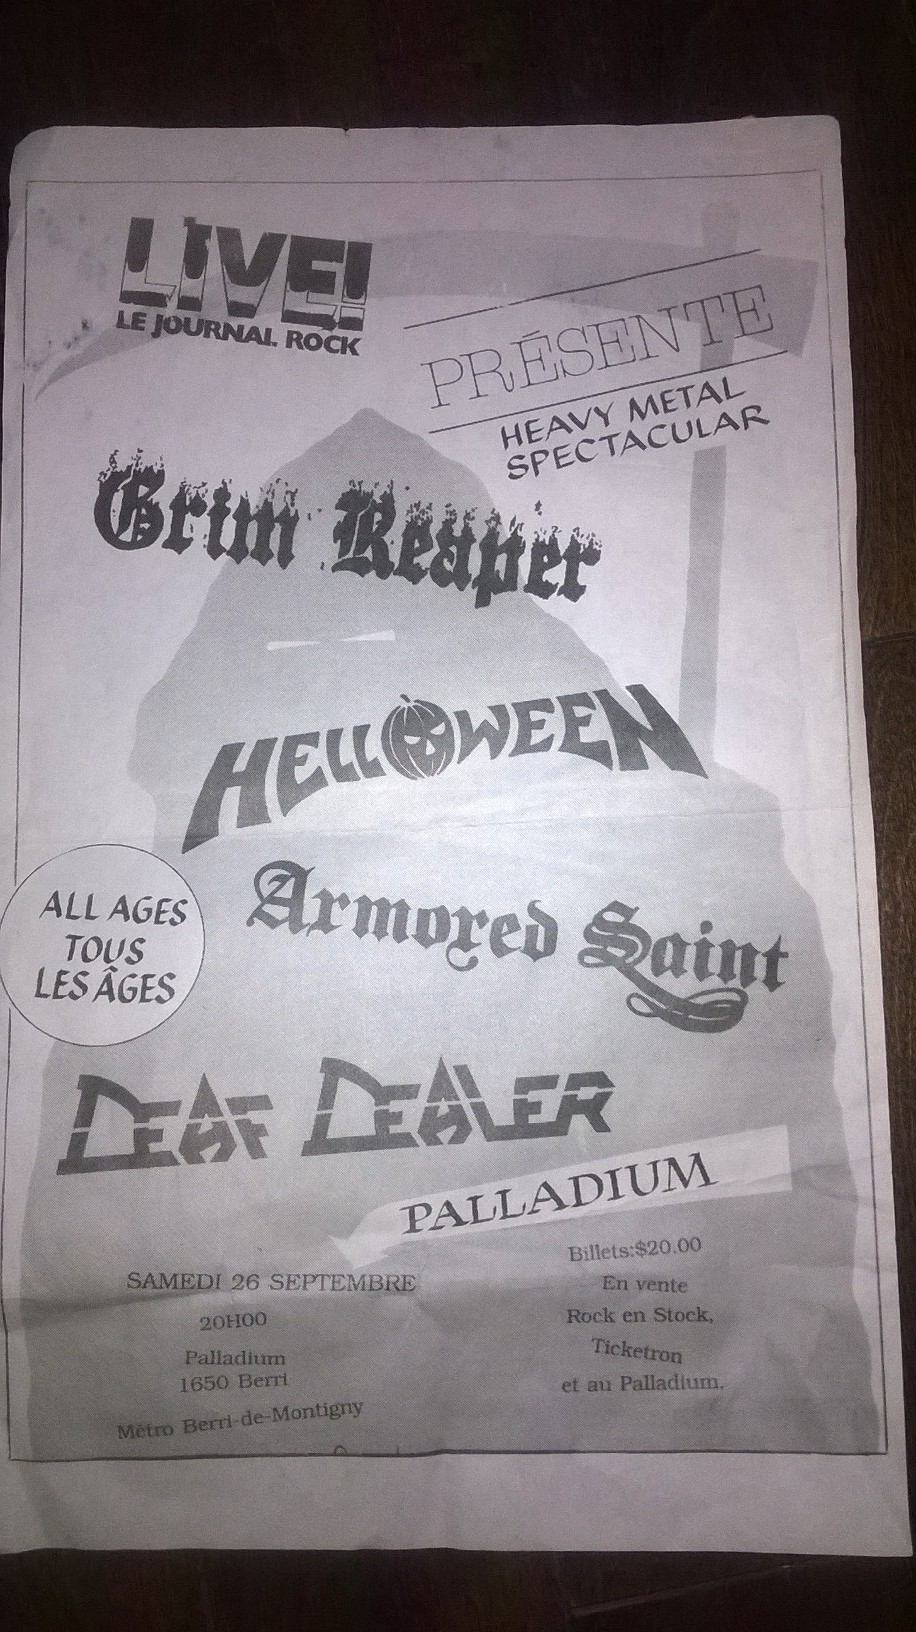 LIVE!
LE JOURNAL ROCK
PRÉSENTE
HEAVY METAL
SPECTACULAR
Grim Reaper
HELLOWEEN
Armored Saint
ALL AGES
TOUS
LES ÂGES
DEAF DEALER
PALLADIUM
SAMEDI 26 SEPTEMBRE
20H00
Palladium
1650 Berri
Métro Berri-de-Montigny
Billets:$20.00
En vente
Rock en Stock,
Ticketron
et au Palladium.